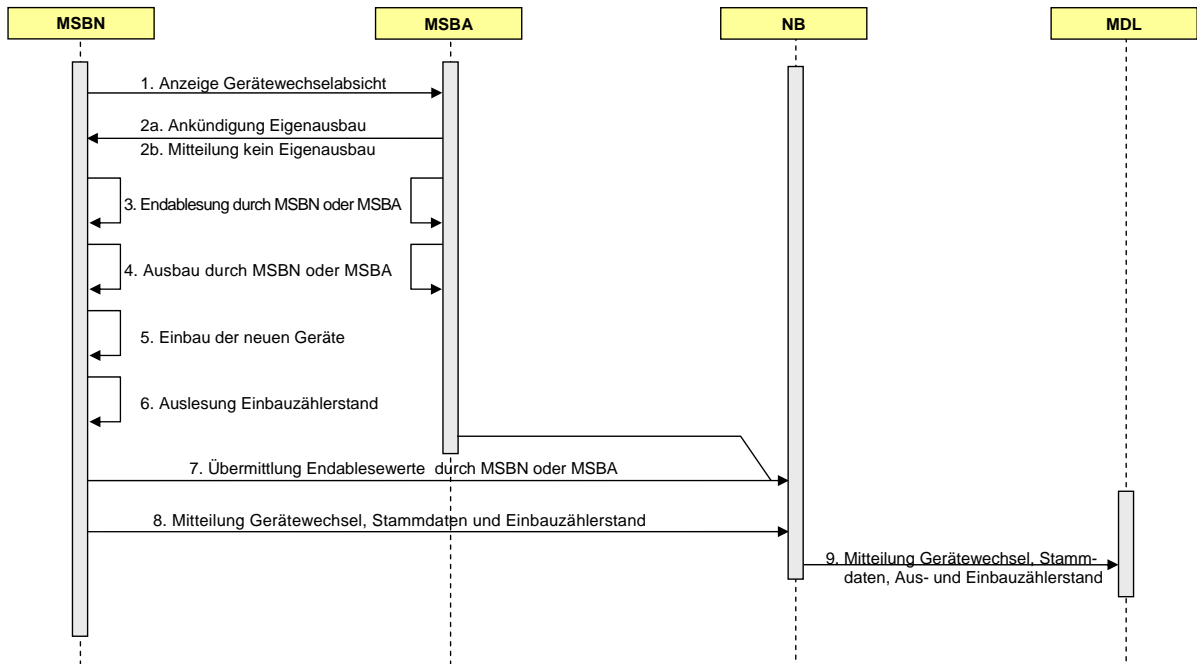 MSBN
MSBA
NB
MDL
1. Anzeige Gerätewechselabsicht
2a. Ankündigung Eigenausbau
2b. Mitteilung kein Eigenausbau
3. Endablesung durch MSBN oder MSBA
4. Ausbau durch MSBN oder MSBA
5. Einbau der neuen Geräte
6. Auslesung Einbauzählerstand
7. Übermittlung Endablesewerte durch MSBN oder MSBA
8. Mitteilung Gerätewechsel, Stammdaten und Einbauzählerstand
9. Mitteilung Gerätewechsel, Stamm-
daten, Aus- und Einbauzählerstand